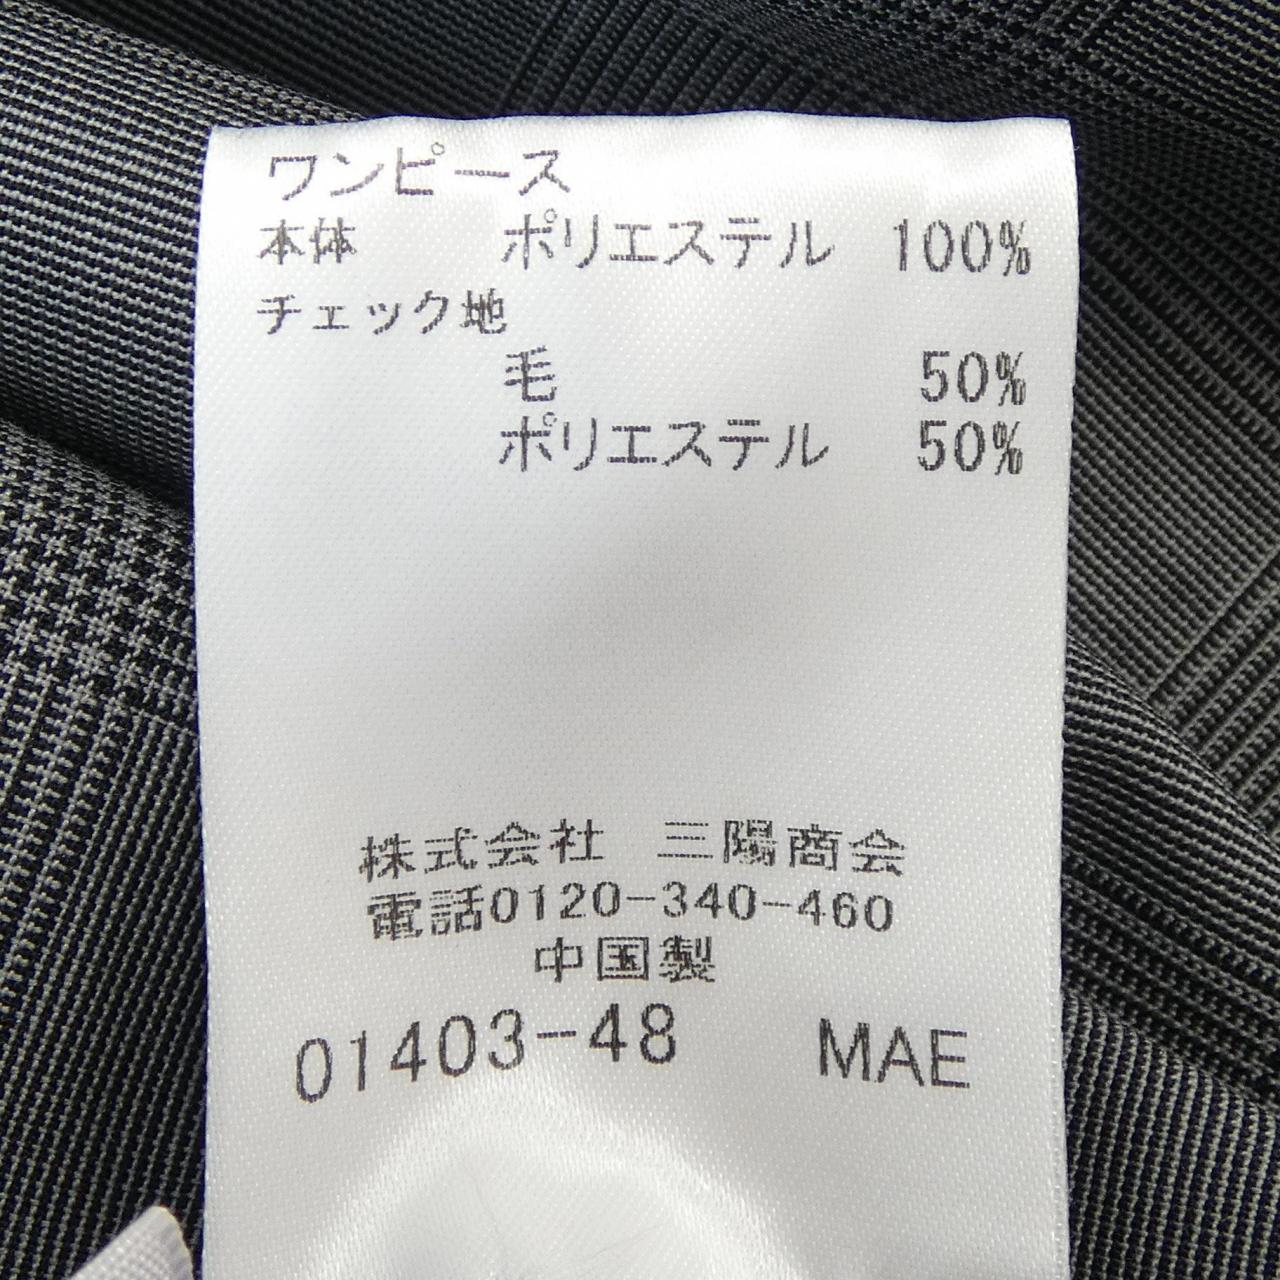 ワンピース
本体 ポリエステル 100%
チェック地
毛 50%
ポリエステル 50%
株式会社 三陽商会
電話0120-340-460
中国製
01403-48 MAE